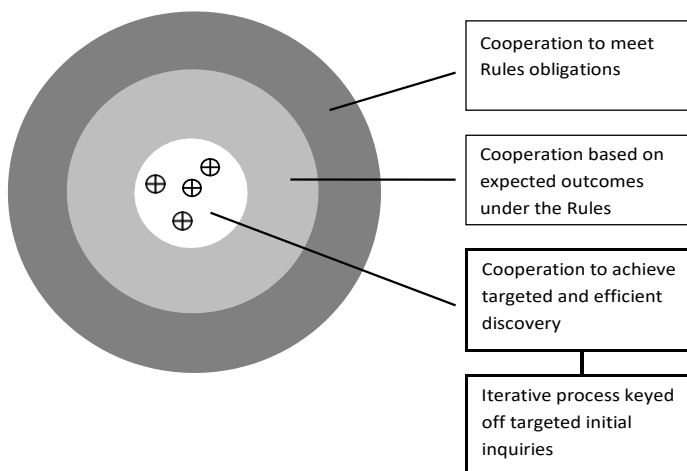 Cooperation to meet
Rules obligations
Cooperation based on
expected outcomes
under the Rules
Cooperation to achieve
targeted and efficient
discovery
Iterative process keyed
off targeted initial
inquiries